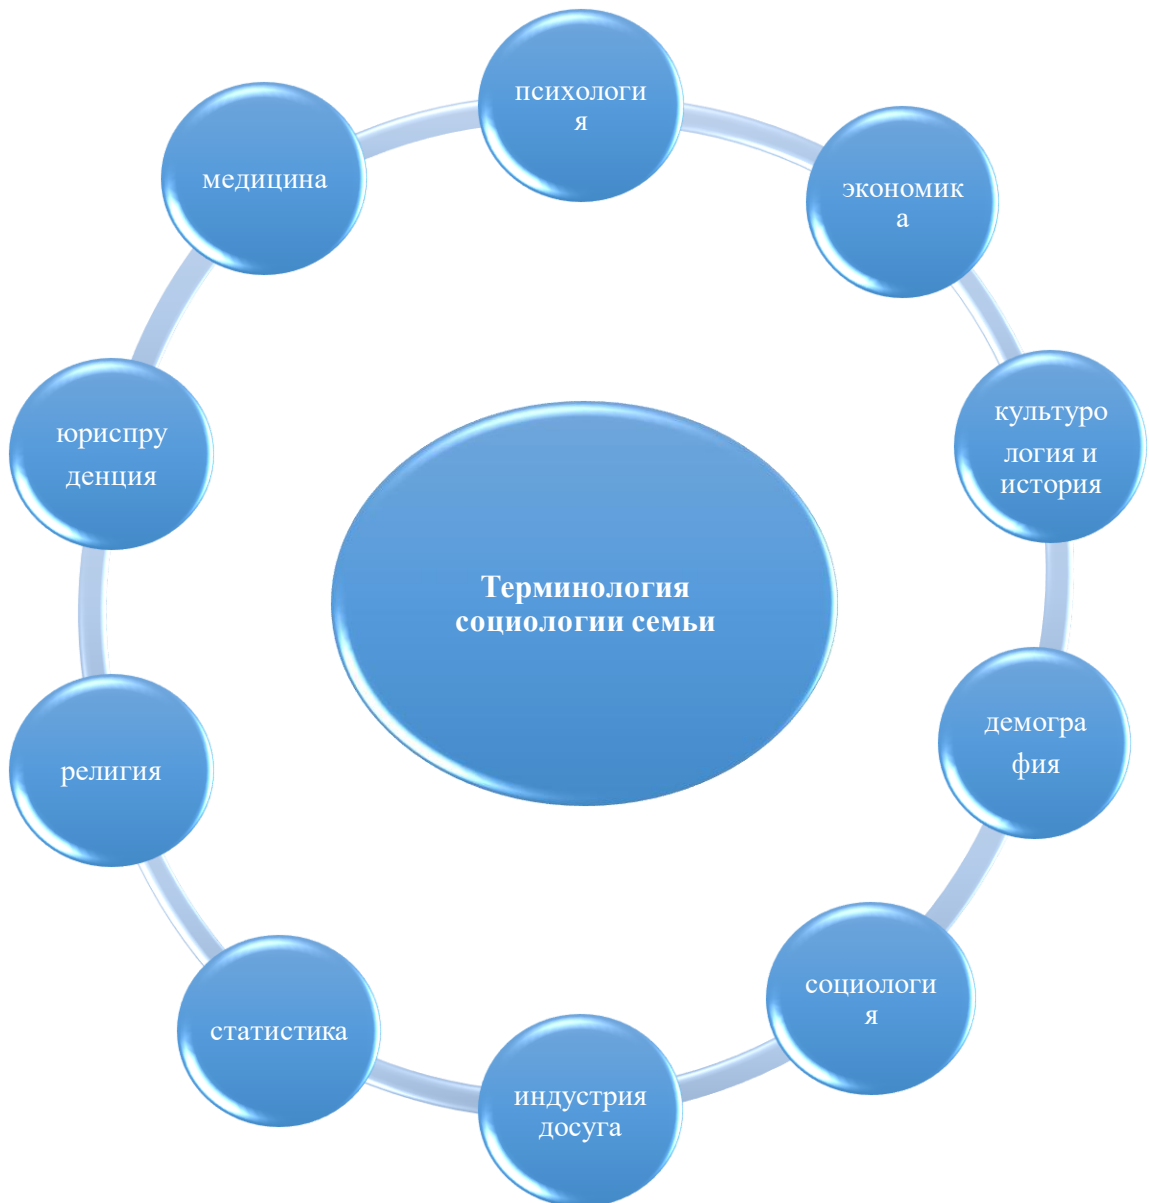 психологи
я
экономик
а
культуро
логия и
история
демогра
фия
социологи
я
индустрия
досуга
статистика
религия
юриспру
денция
медицина
Терминология
социологии семьи